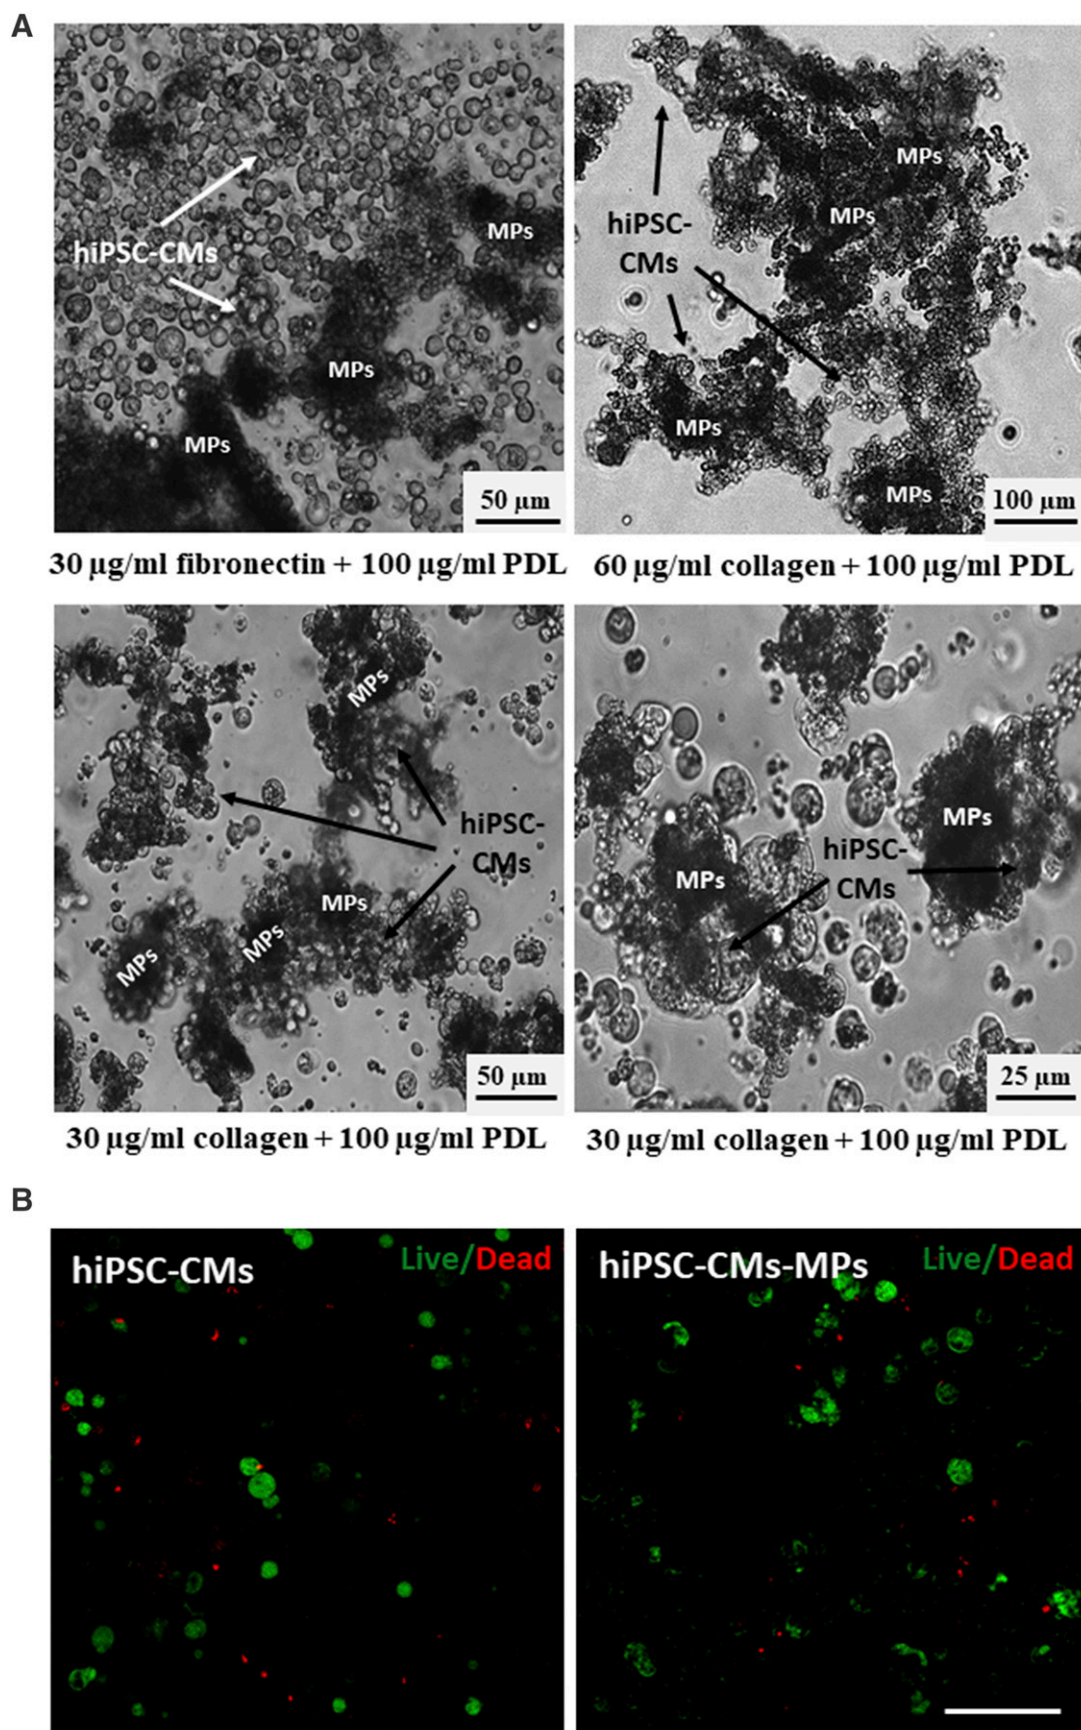 A
hiPSC-CMs
MPs
MPs
MPs
50 µm
30 µg/ml fibronectin + 100 µg/ml PDL
MPs
MPs
hiPSC-
CMs
MPs
MPs
100 µm
60 µg/ml collagen + 100 µg/ml PDL
MPs
hiPSC-
CMs
MPs
MPs
MPs
50 µm
30 µg/ml collagen + 100 µg/ml PDL
MPs
hiPSC-
CMs
MPs
25 µm
30 µg/ml collagen + 100 µg/ml PDL
B
hiPSC-CMs
Live/Dead
hiPSC-CMs-MPs
Live/Dead